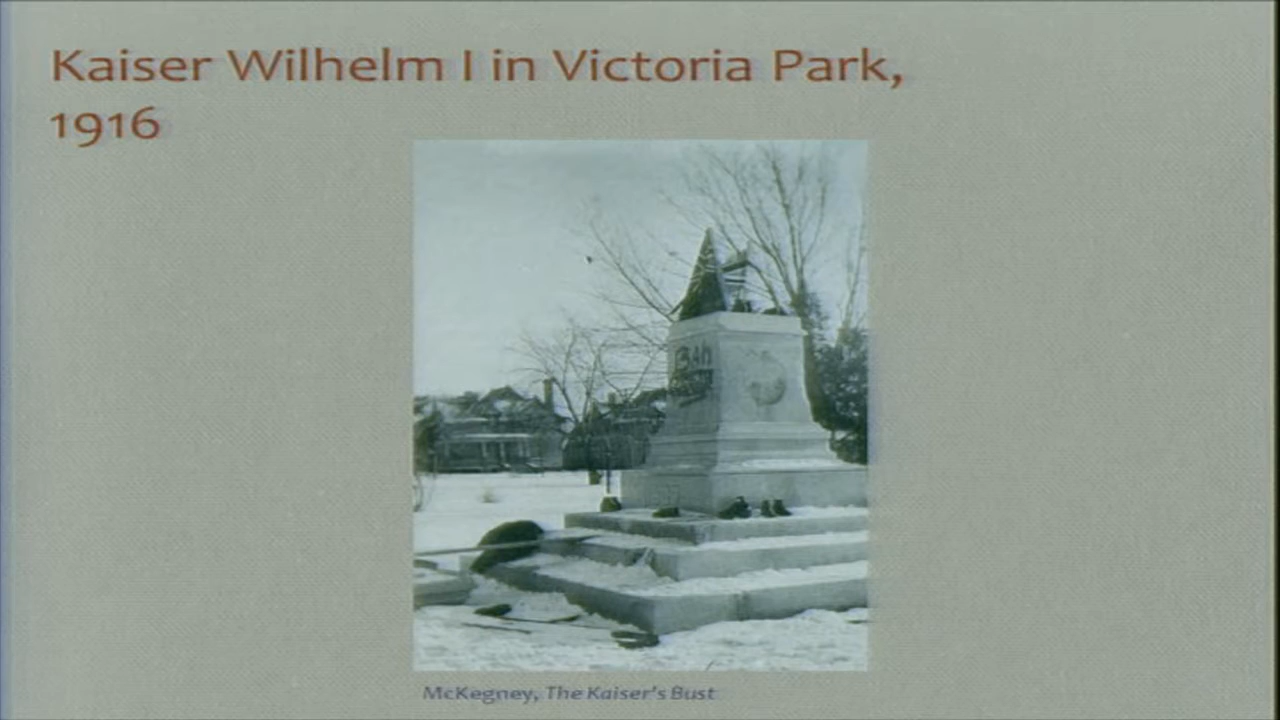 Kaiser Wilhelm I in Victoria Park,
1916
McKegney, The Kaiser's Bust